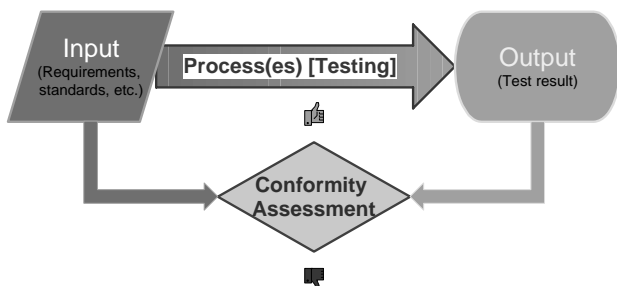 Input
(Requirements,
standards, etc.)
Process(es) [Testing]
Output
(Test result)
Conformity
Assessment